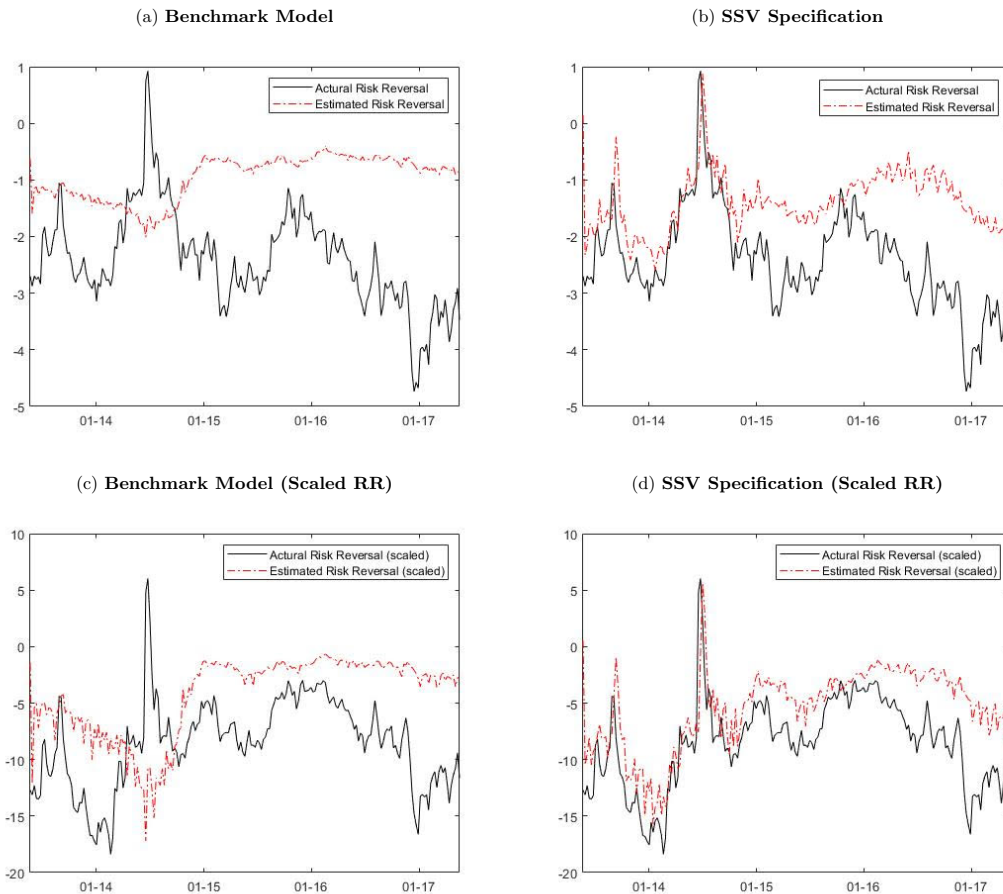 (a) Benchmark Model
(b) SSV Specification
1
0
-1
-2
-3
-4
-5
01-14 01-15 01-16 01-17
Actural Risk Reversal
Estimated Risk Reversal
1
0
-1
-2
-3
-4
-5
01-14 01-15 01-16 01-17
Actural Risk Reversal
Estimated Risk Reversal
(c) Benchmark Model (Scaled RR)
(d) SSV Specification (Scaled RR)
10
5
0
-5
-10
-15
-20
01-14 01-15 01-16 01-17
Actural Risk Reversal (scaled)
Estimated Risk Reversal (scaled)
10
5
0
-5
-10
-15
-20
01-14 01-15 01-16 01-17
Actural Risk Reversal (scaled)
Estimated Risk Reversal (scaled)